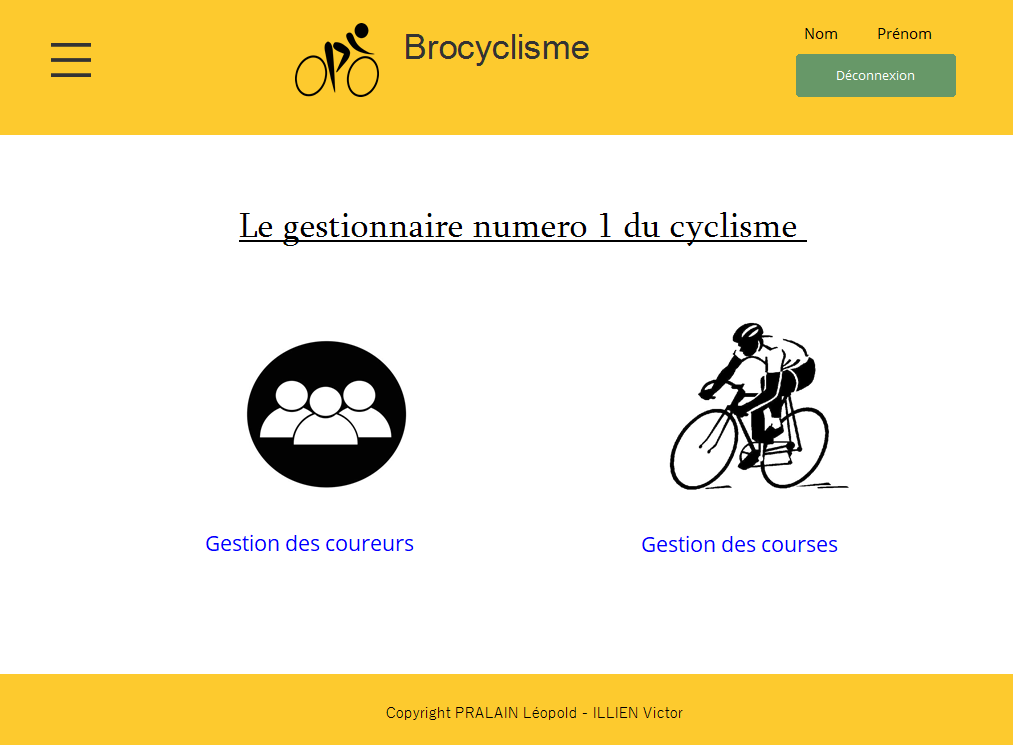 Brocyclisme
Nom Prénom
Déconnexion
Le gestionnaire numero 1 du cyclisme
Gestion des coureurs
Gestion des courses
Copyright PRALAIN Léopold - ILLIEN Victor